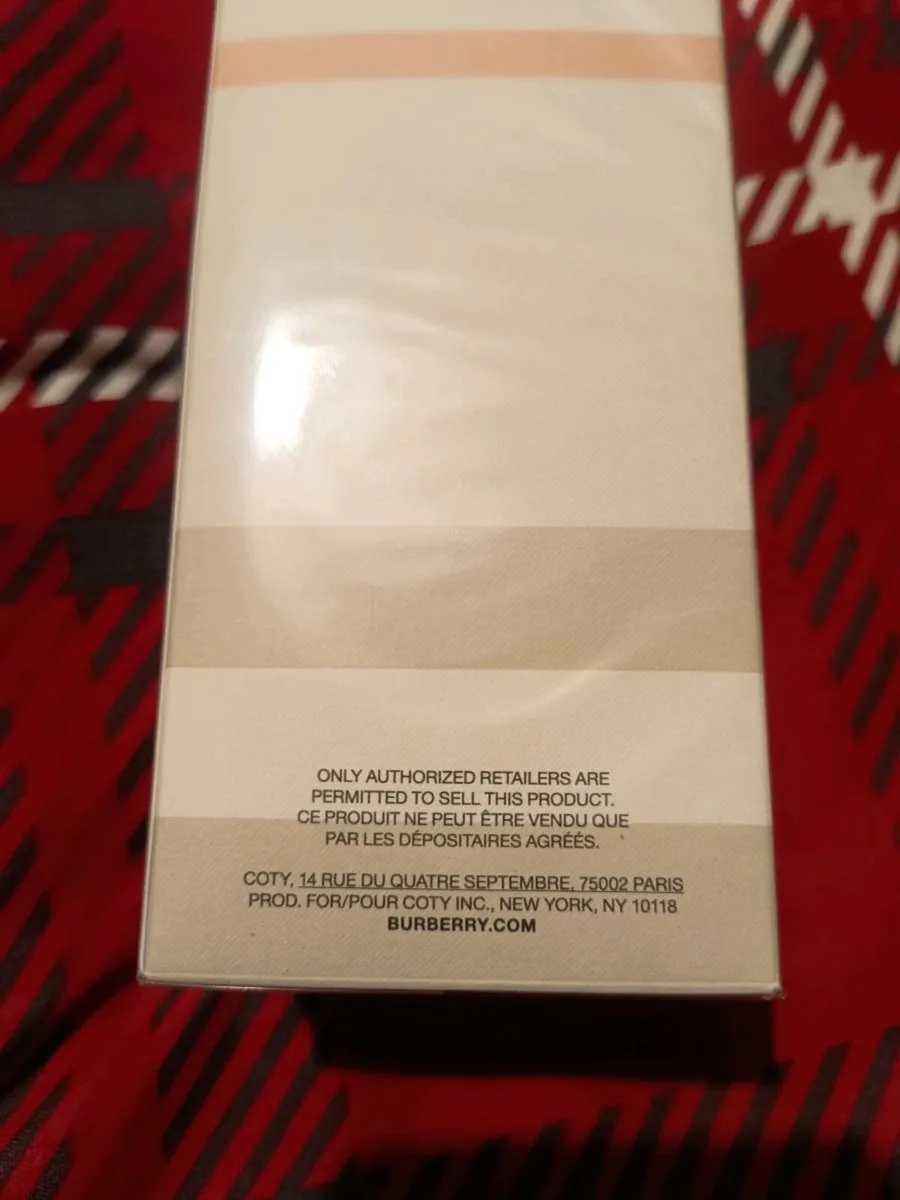 ONLY AUTHORIZED RETAILERS ARE
PERMITTED TO SELL THIS PRODUCT.
CE PRODUIT NE PEUT ÊTRE VENDU QUE
PAR LES DÉPOSITAIRES AGRÉÉS.
COTY, 14 RUE DU QUATRE SEPTEMBRE, 75002 PARIS
PROD. FOR/POUR COTY INC., NEW YORK, NY 10118
BURBERRY.COM